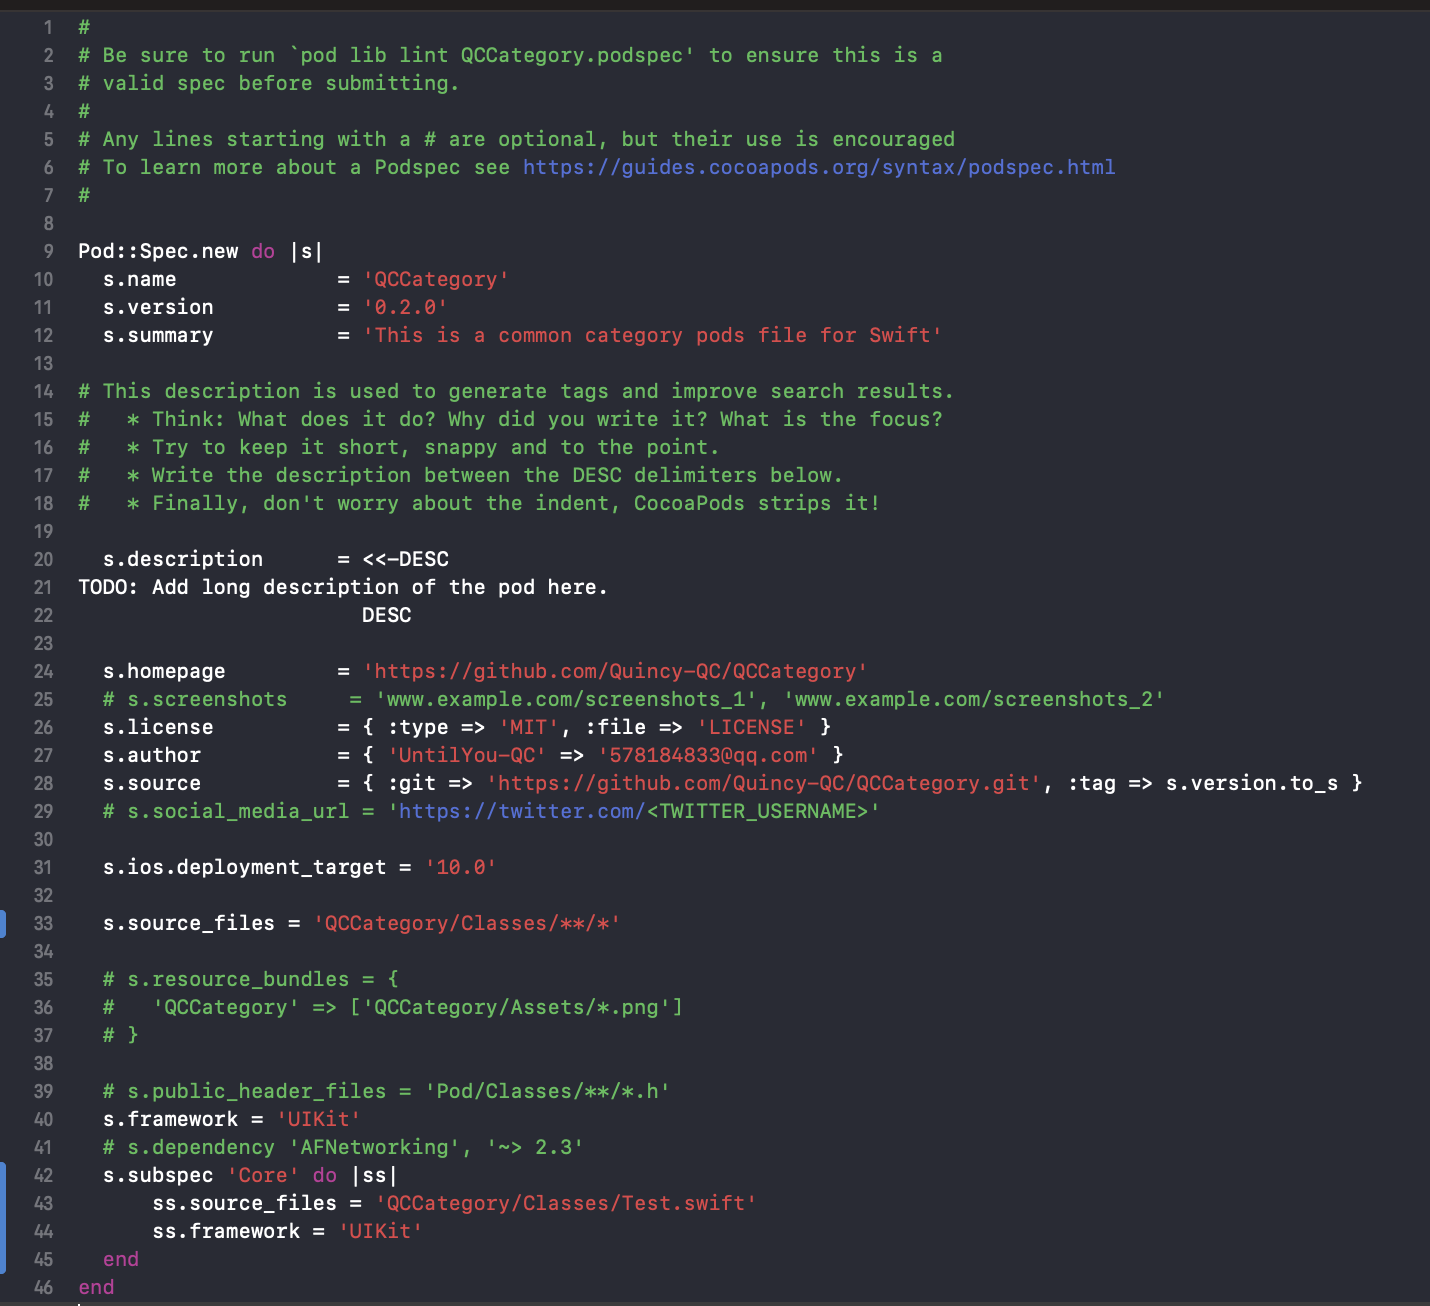 1 #
2 # Be sure to run `pod lib lint QCCategory.podspec' to ensure this is a
3 # valid spec before submitting.
4 #
5 # Any lines starting with a # are optional, but their use is encouraged
6 # To learn more about a Podspec see https://guides.cocoapods.org/syntax/podspec.html
7 #
8
9 Pod::Spec.new do |s|
10   s.name             = 'QCCategory'
11   s.version          = '0.2.0'
12   s.summary          = 'This is a common category pods file for Swift'
13
14 # This description is used to generate tags and improve search results.
15 #   * Think: What does it do? Why did you write it? What is the focus?
16 #   * Try to keep it short, snappy and to the point.
17 #   * Write the description between the DESC delimiters below.
18 #   * Finally, don't worry about the indent, CocoaPods strips it!
19
20   s.description      = <<-DESC
21 TODO: Add long description of the pod here.
22                        DESC
23
24   s.homepage         = 'https://github.com/Quincy-QC/QCCategory'
25   # s.screenshots     = 'www.example.com/screenshots_1', 'www.example.com/screenshots_2'
26   s.license          = { :type => 'MIT', :file => 'LICENSE' }
27   s.author           = { 'UntilYou-QC' => '578184833@qq.com' }
28   s.source           = { :git => 'https://github.com/Quincy-QC/QCCategory.git', :tag => s.version.to_s }
29   # s.social_media_url = 'https://twitter.com/<TWITTER_USERNAME>'
30
31   s.ios.deployment_target = '10.0'
32
33   s.source_files = 'QCCategory/Classes/**/*'
34
35   # s.resource_bundles = {
36   #   'QCCategory' => ['QCCategory/Assets/*.png']
37   # }
38
39   # s.public_header_files = 'Pod/Classes/**/*.h'
40   s.framework = 'UIKit'
41   # s.dependency 'AFNetworking', '~> 2.3'
42   s.subspec 'Core' do |ss|
43       ss.source_files = 'QCCategory/Classes/Test.swift'
44       ss.framework = 'UIKit'
45   end
46 end